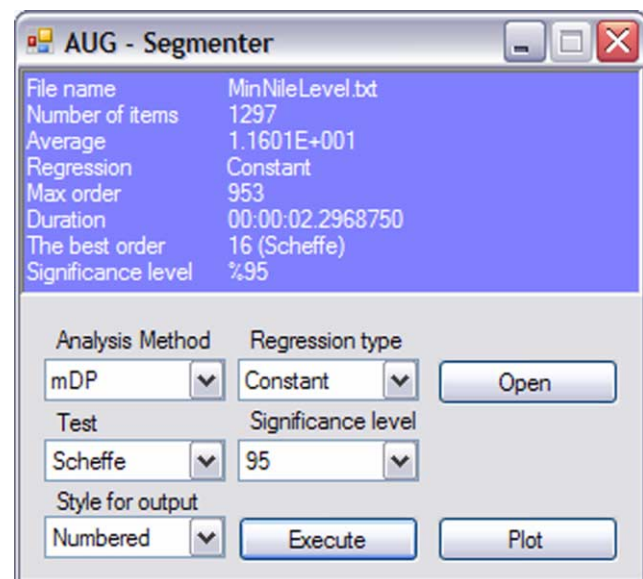 AUG - Segmenter
File name MinNileLevel.txt
Number of items 1297
Average 1.1601E+001
Regression Constant
Max order 953
Duration 00:00:02.2968750
The best order 16 (Scheffe)
Significance level %95
Analysis Method Regression type
mDP Constant Open
Test Significance level
Scheffe 95
Style for output
Numbered Execute Plot